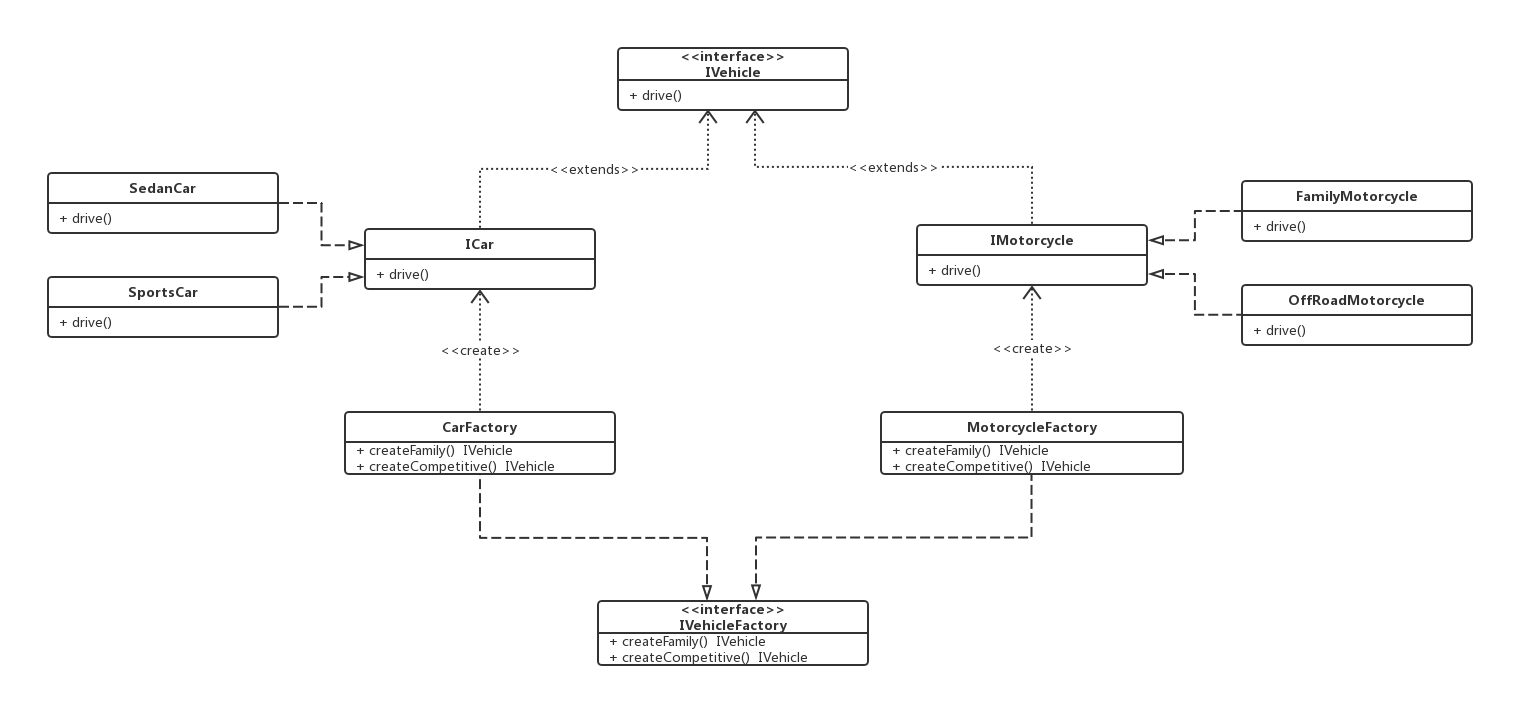 <<interface>>
IVehicle
+ drive()
<<extends>>
<<extends>>
SedanCar
+ drive()
FamilyMotorcycle
+ drive()
ICar
+ drive()
IMotorcycle
+ drive()
SportsCar
+ drive()
OffRoadMotorcycle
+ drive()
<<create>>
<<create>>
CarFactory
+ createFamily()  IVehicle
+ createCompetitive()  IVehicle
MotorcycleFactory
+ createFamily()  IVehicle
+ createCompetitive()  IVehicle
<<interface>>
IVehicleFactory
+ createFamily()  IVehicle
+ createCompetitive()  IVehicle